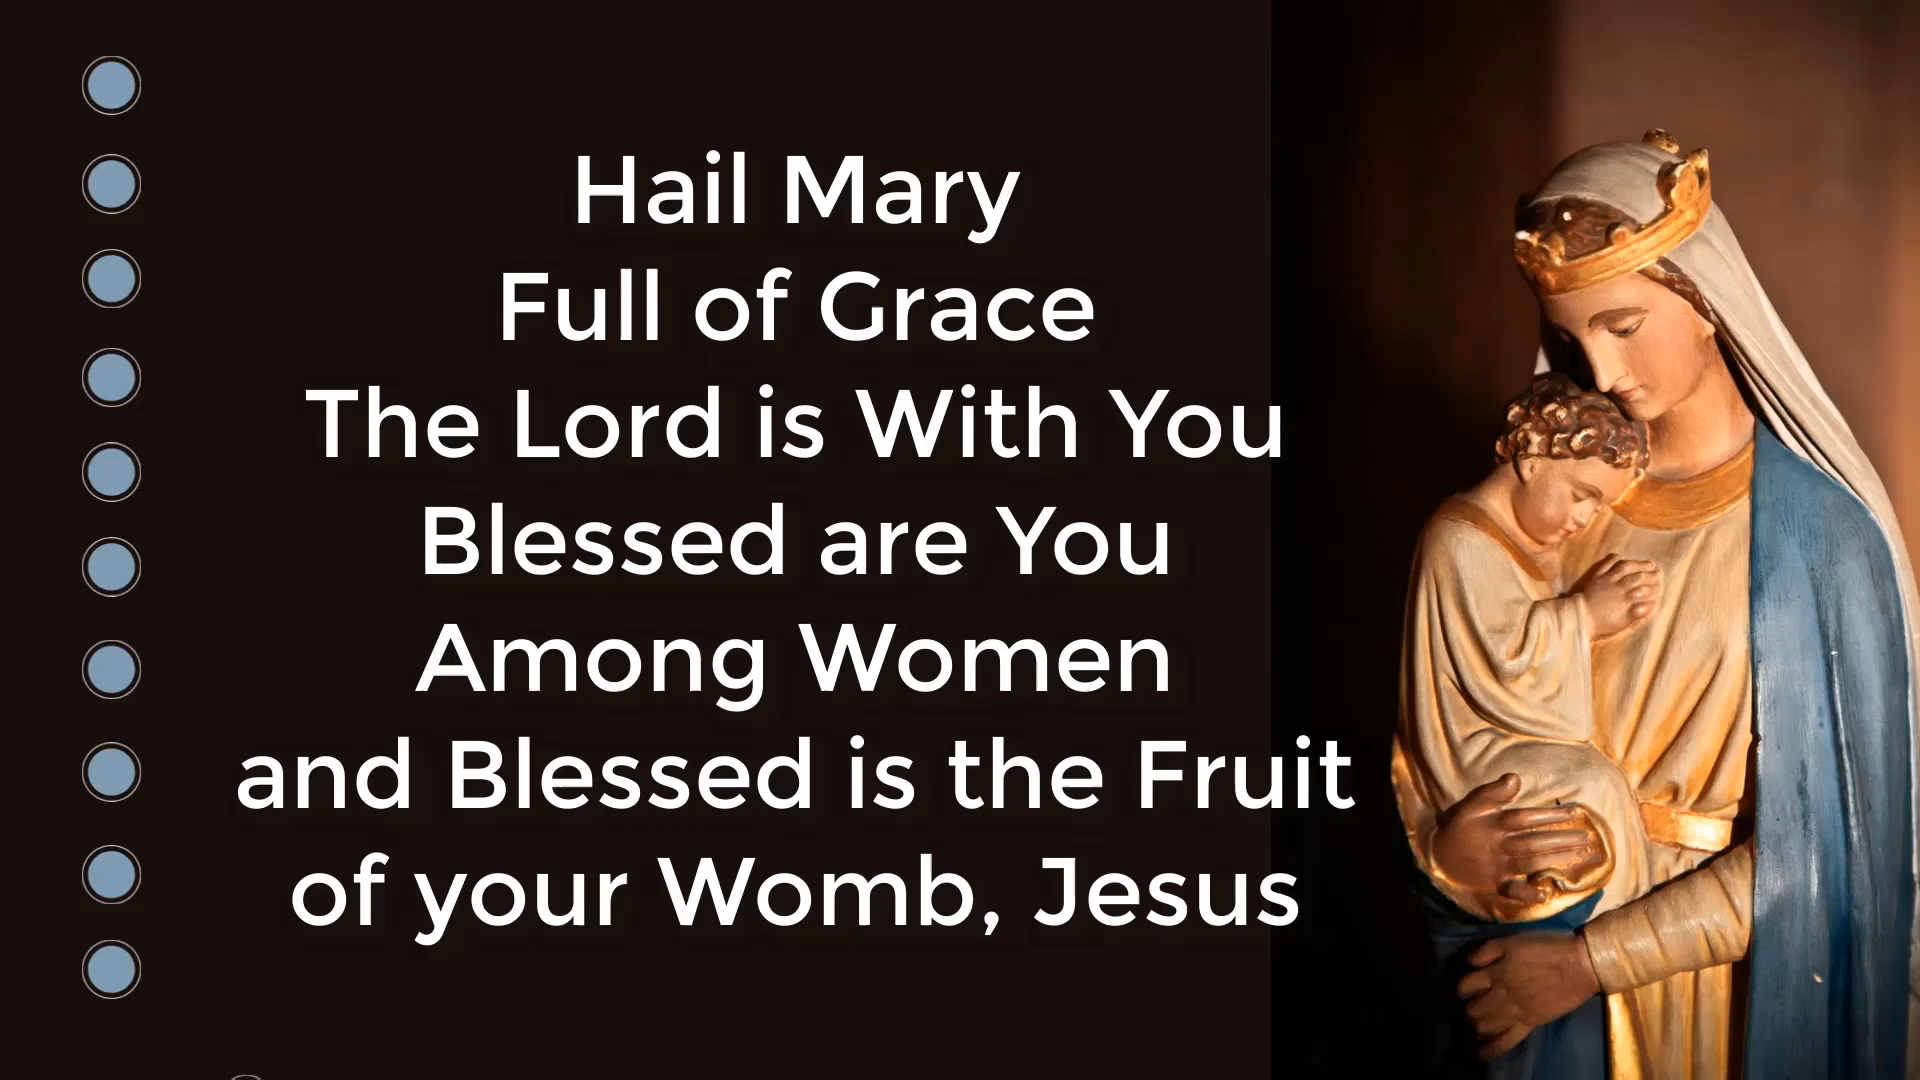 Hail Mary
Full of Grace
The Lord is With You
Blessed are You
Among Women
and Blessed is the Fruit
of your Womb, Jesus